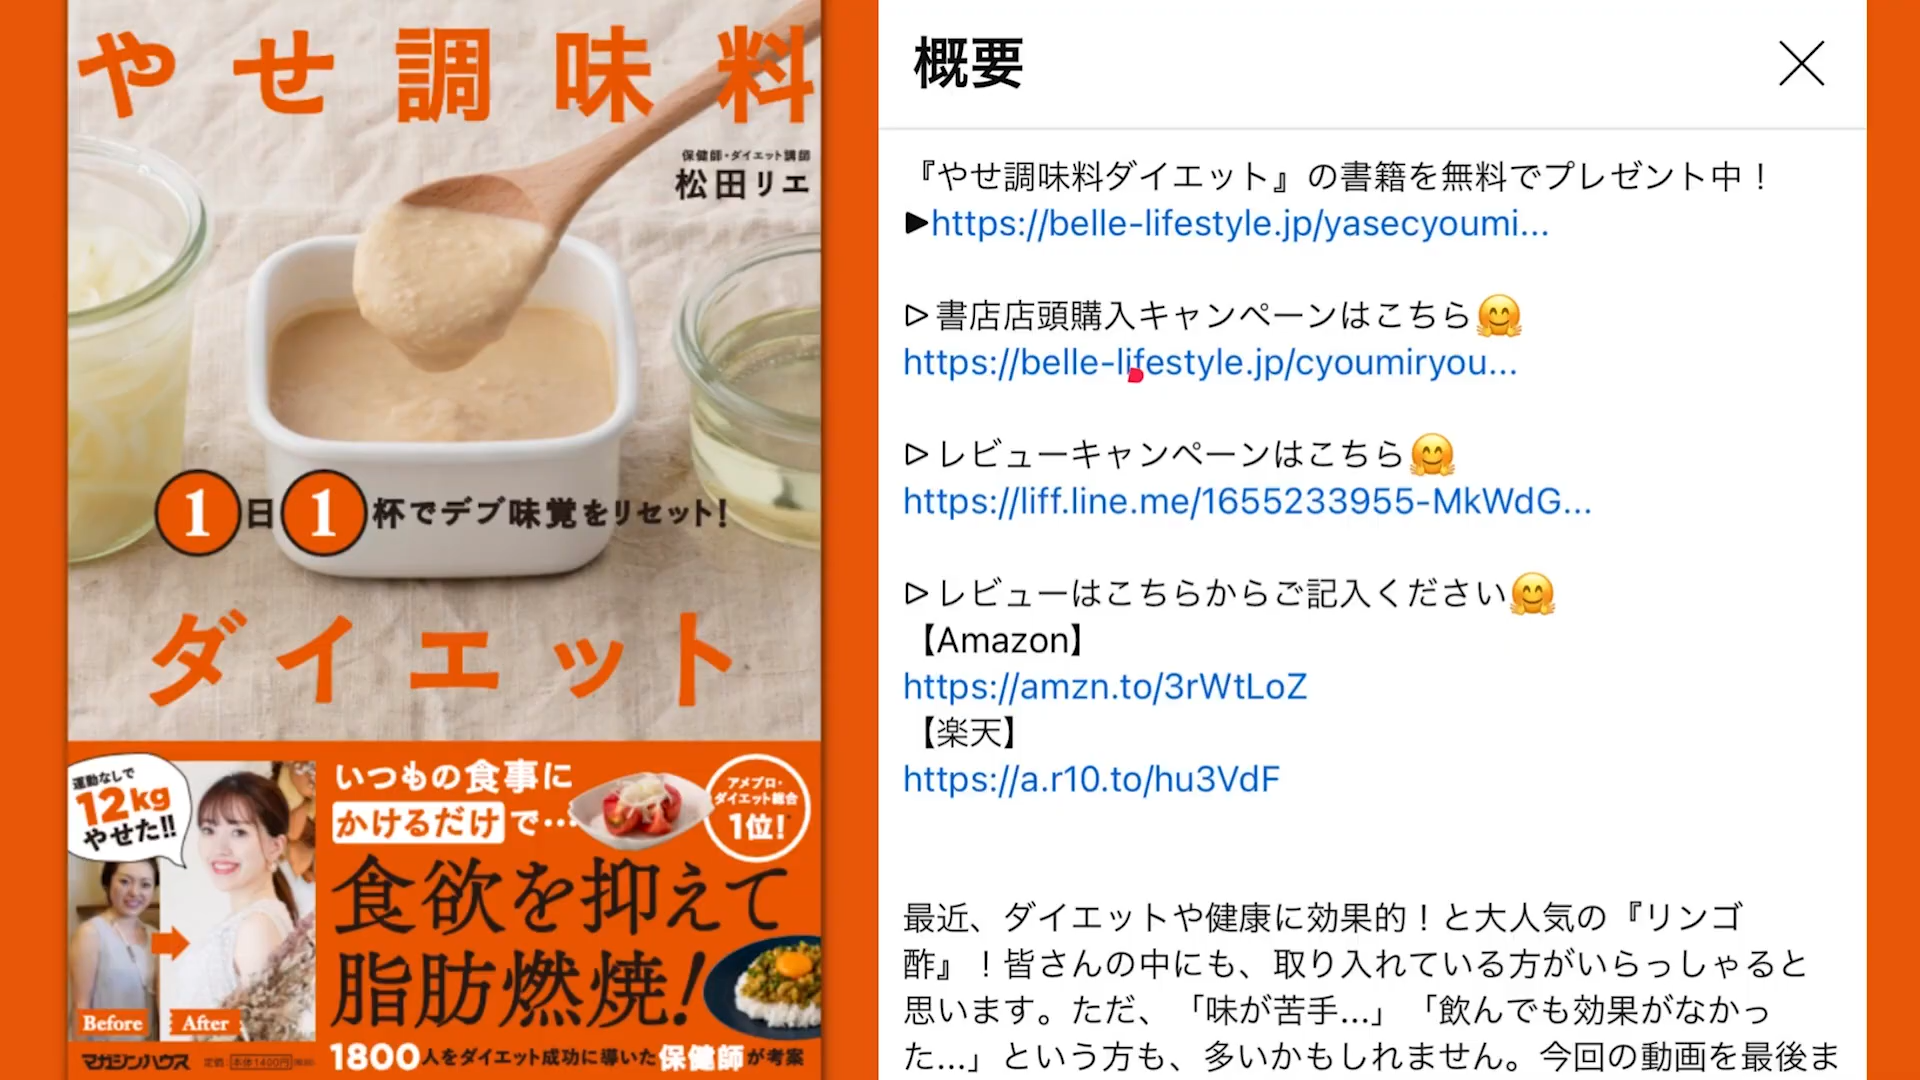 やせ調味料
保健師・ダイエット講師
松田リエ
1日1杯でデブ味覚をリセット!
ダイエット
運動なしで
12kg
やせた!!
Before
After
いつもの食事に
かけるだけで…
アメブロ・
ダイエット総合
1位!
食欲を抑えて
脂肪燃焼!
1800人をダイエット成功に導いた保健師が考案
マガジンハウス
定価:本体1400円(税別)
概要
『やせ調味料ダイエット』の書籍を無料でプレゼント中！
▶https://belle-lifestyle.jp/yasecyoumi...
▷書店店頭購入キャンペーンはこちら🤗
https://belle-lifestyle.jp/cyoumiryou...
▷レビューキャンペーンはこちら🤗
https://liff.line.me/1655233955-MkWdG...
▷レビューはこちらからご記入ください🤗
【Amazon】
https://amzn.to/3rWtLoZ
【楽天】
https://a.r10.to/hu3VdF
最近、ダイエットや健康に効果的！と大人気の『リンゴ
酢』！皆さんの中にも、取り入れている方がいらっしゃると
思います。ただ、「味が苦手...」「飲んでも効果がなかっ
た...」という方も、多いかもしれません。今回の動画を最後ま